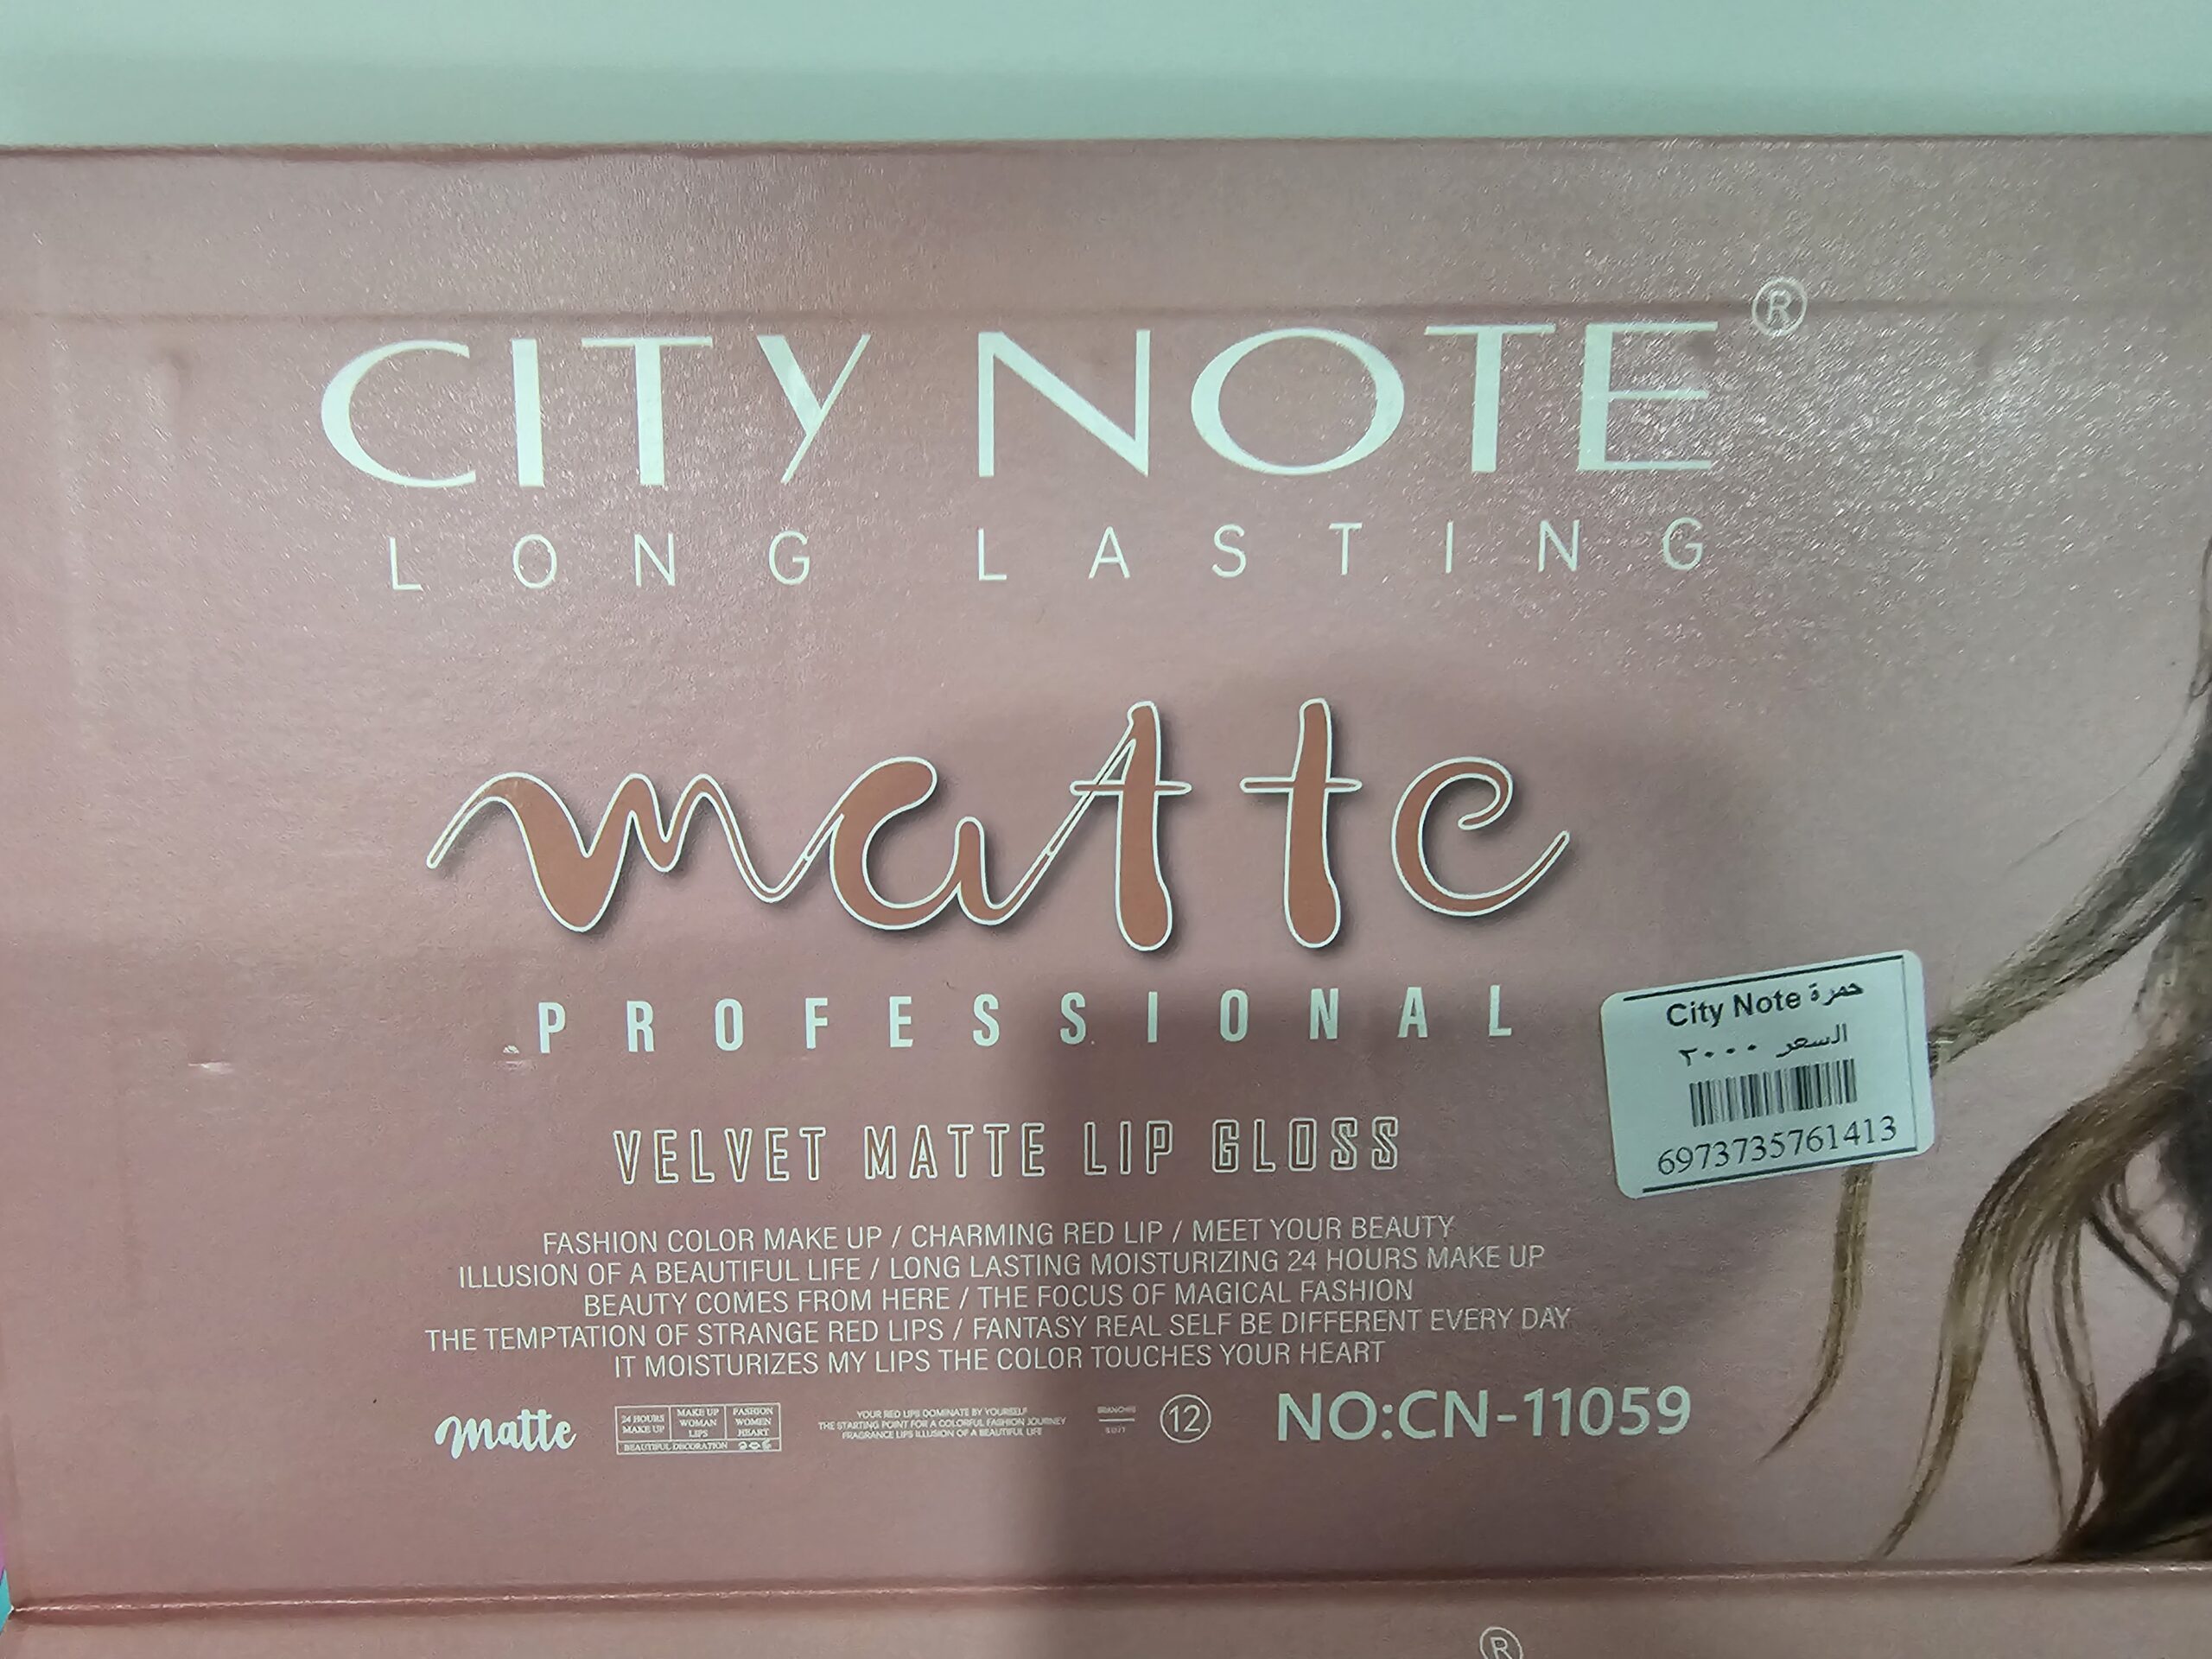 CITY NOTE®
LONG LASTING
matte
PROFESSIONAL
City Note حمرة
السعر ٢٠٠٠
6973735761413
VELVET MATTE LIP GLOSS
FASHION COLOR MAKE UP / CHARMING RED LIP / MEET YOUR BEAUTY
ILLUSION OF A BEAUTIFUL LIFE / LONG LASTING MOISTURIZING 24 HOURS MAKE UP
BEAUTY COMES FROM HERE / THE FOCUS OF MAGICAL FASHION
THE TEMPTATION OF STRANGE RED LIPS / FANTASY REAL SELF BE DIFFERENT EVERY DAY
IT MOISTURIZES MY LIPS THE COLOR TOUCHES YOUR HEART
Matte
24 HOURS
MAKE UP
MAKE UP
WOMAN
LIPS
FASHION
WOMEN
HEART
BEAUTIFUL DECORATION
YOUR RED LIPS DOMINATE BY YOURSELF
THE STARTING POINT FOR A COLORFUL FASHION JOURNEY
FRAGRANCE LIPS ILLUSION OF A BEAUTIFUL LIFE
12
NO:CN-11059
®